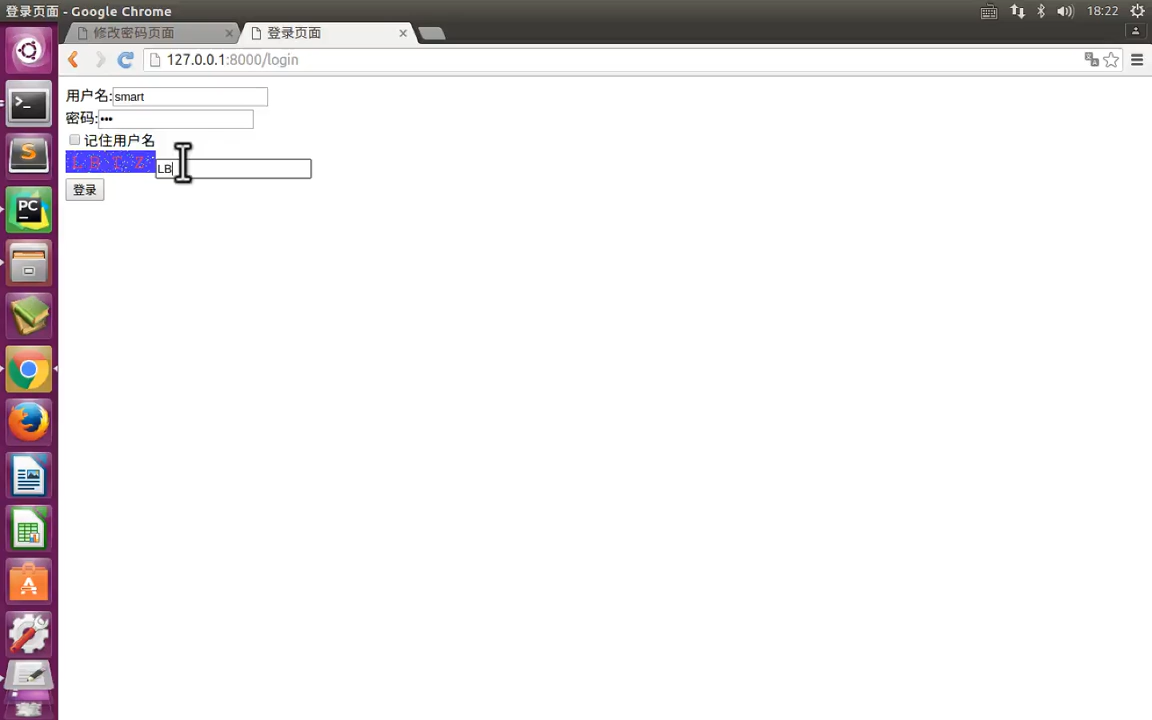 登录页面 - Google Chrome
18:22
修改密码页面
登录页面
127.0.0.1:8000/login
用户名:smart
密码:•••
记住用户名
LB
登录